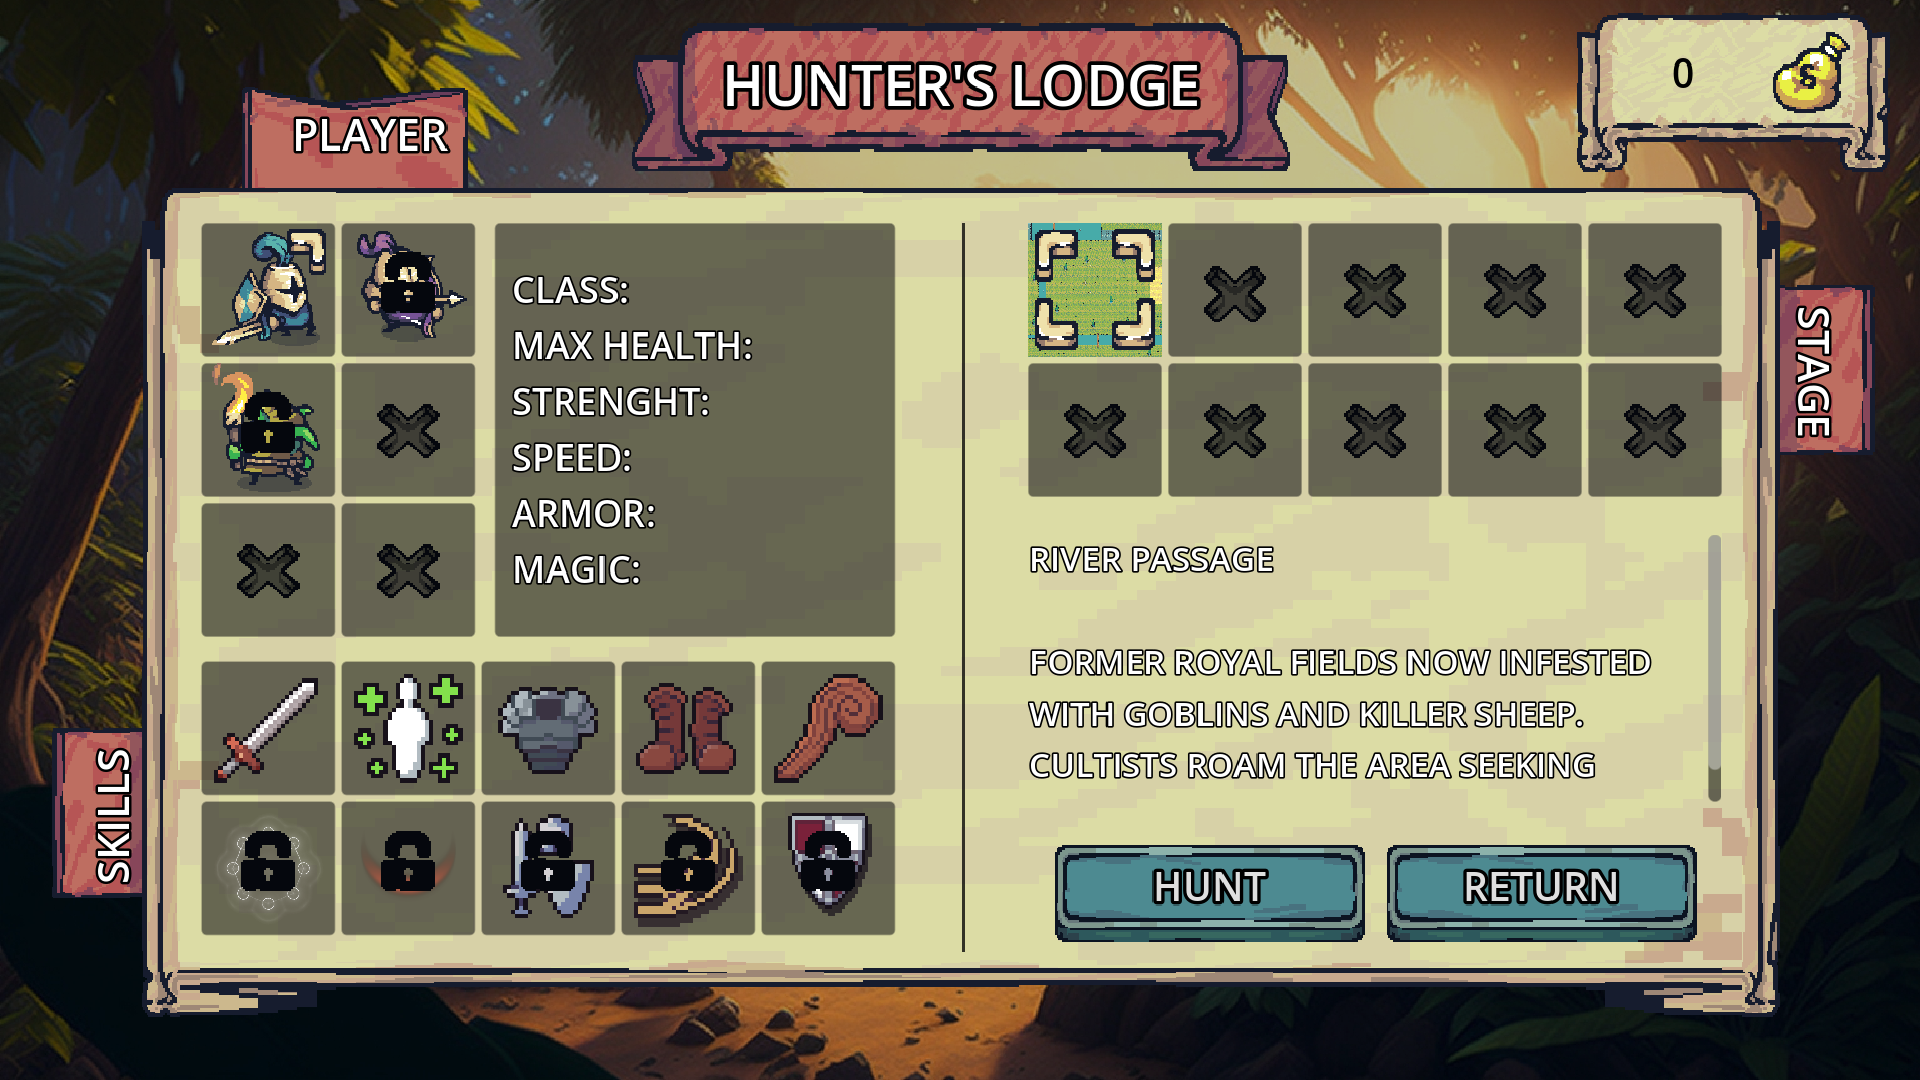 HUNTER'S LODGE
0
PLAYER
CLASS:
MAX HEALTH:
STRENGHT:
SPEED:
ARMOR:
MAGIC:
STAGE
RIVER PASSAGE
FORMER ROYAL FIELDS NOW INFESTED
WITH GOBLINS AND KILLER SHEEP.
CULTISTS ROAM THE AREA SEEKING
SKILLS
HUNT
RETURN